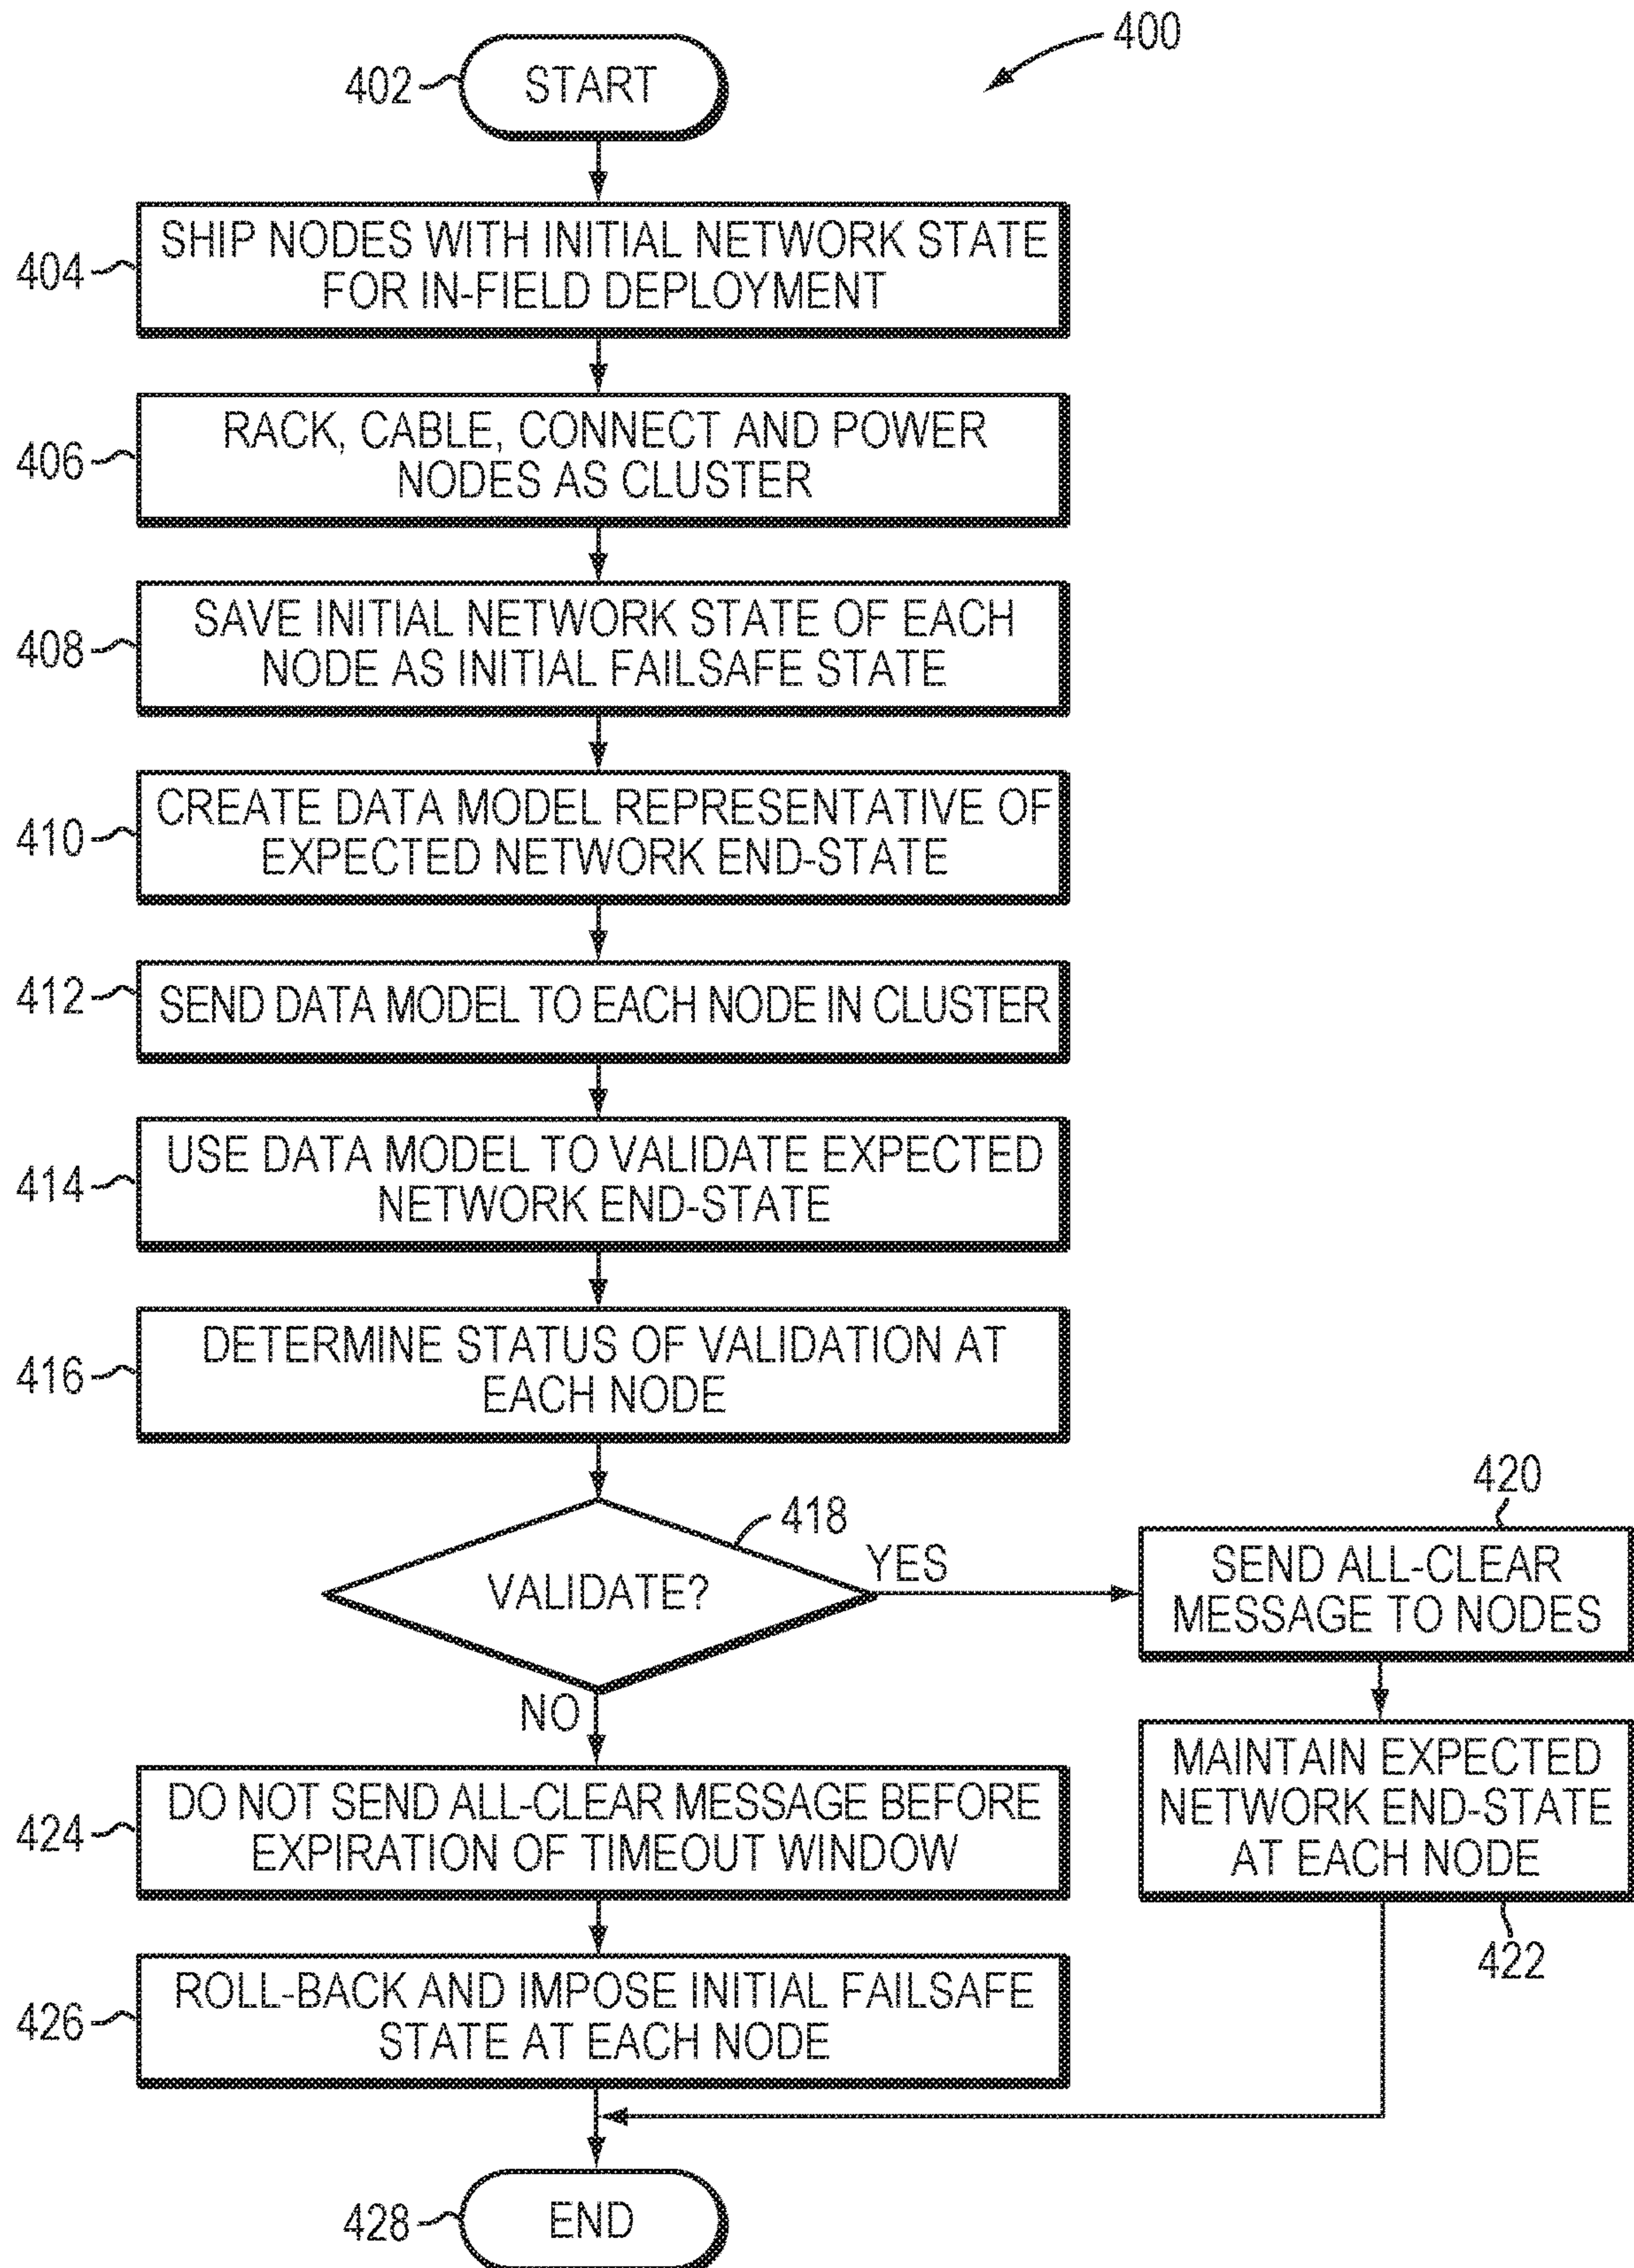 400
402
START
404
SHIP NODES WITH INITIAL NETWORK STATE
FOR IN-FIELD DEPLOYMENT
406
RACK, CABLE, CONNECT AND POWER
NODES AS CLUSTER
408
SAVE INITIAL NETWORK STATE OF EACH
NODE AS INITIAL FAILSAFE STATE
410
CREATE DATA MODEL REPRESENTATIVE OF
EXPECTED NETWORK END-STATE
412
SEND DATA MODEL TO EACH NODE IN CLUSTER
414
USE DATA MODEL TO VALIDATE EXPECTED
NETWORK END-STATE
416
DETERMINE STATUS OF VALIDATION AT
EACH NODE
418
VALIDATE?
YES
NO
420
SEND ALL-CLEAR
MESSAGE TO NODES
MAINTAIN EXPECTED
NETWORK END-STATE
AT EACH NODE
422
424
DO NOT SEND ALL-CLEAR MESSAGE BEFORE
EXPIRATION OF TIMEOUT WINDOW
426
ROLL-BACK AND IMPOSE INITIAL FAILSAFE
STATE AT EACH NODE
428
END